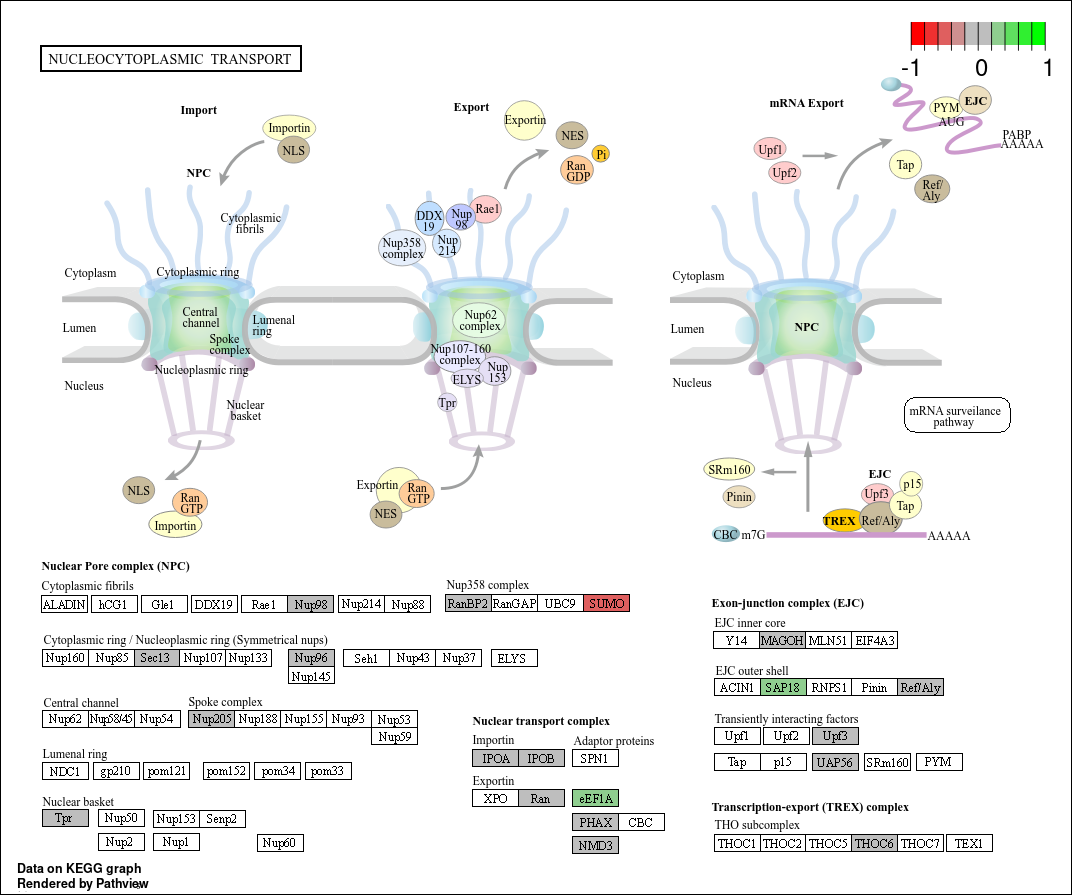 NUCLEOCYTOPLASMIC TRANSPORT
-1 0 1
Import
Importin
NLS
NPC
Cytoplasmic
fibrils
Cytoplasm
Cytoplasmic ring
Central
channel
Lumenal
ring
Lumen
Spoke
complex
Nucleoplasmic ring
Nucleus
Nuclear
basket
NLS
Ran
GTP
Importin
Export
Exportin
NES
Pi
Ran
GDP
DDX
19
Nup
98
Rae1
Nup358
complex
Nup
214
Nup62
complex
Nup107-160
complex
Nup
153
ELYS
Tpr
Exportin
Ran
GTP
NES
mRNA Export
PYM
EJC
AUG
PABP
AAAAA
Upf1
Upf2
Tap
Ref/
Aly
Cytoplasm
Lumen
NPC
Nucleus
mRNA surveilance
pathway
SRm160
Pinin
EJC
p15
Upf3
Tap
TREX
Ref/Aly
CBC m7G
AAAAA
Nuclear Pore complex (NPC)
Cytoplasmic fibrils
ALADIN hCG1 Gle1 DDX19 Rae1 Nup98 Nup214 Nup88
Nup358 complex
RanBP2 RanGAP UBC9 SUMO
Cytoplasmic ring / Nucleoplasmic ring (Symmetrical nups)
Nup160 Nup85 Sec13 Nup107 Nup133 Nup96 Seh1 Nup43 Nup37 ELYS
Nup145
Central channel
Nup62 Nup58/45 Nup54
Spoke complex
Nup205 Nup188 Nup155 Nup93 Nup53
Nup59
Lumenal ring
NDC1 gp210 pom121 pom152 pom34 pom33
Nuclear basket
Tpr Nup50 Nup153 Senp2
Nup2 Nup1 Nup60
Nuclear transport complex
Importin
IPOA IPOB
Adaptor proteins
SPN1
Exportin
XPO Ran eEF1A
PHAX CBC
NMD3
Exon-junction complex (EJC)
EJC inner core
Y14 MAGOH MLN51 EIF4A3
EJC outer shell
ACIN1 SAP18 RNPS1 Pinin Ref/Aly
Transiently interacting factors
Upf1 Upf2 Upf3
Tap p15 UAP56 SRm160 PYM
Transcription-export (TREX) complex
THO subcomplex
THOC1 THOC2 THOC5 THOC6 THOC7 TEX1
Data on KEGG graph
Rendered by Pathview